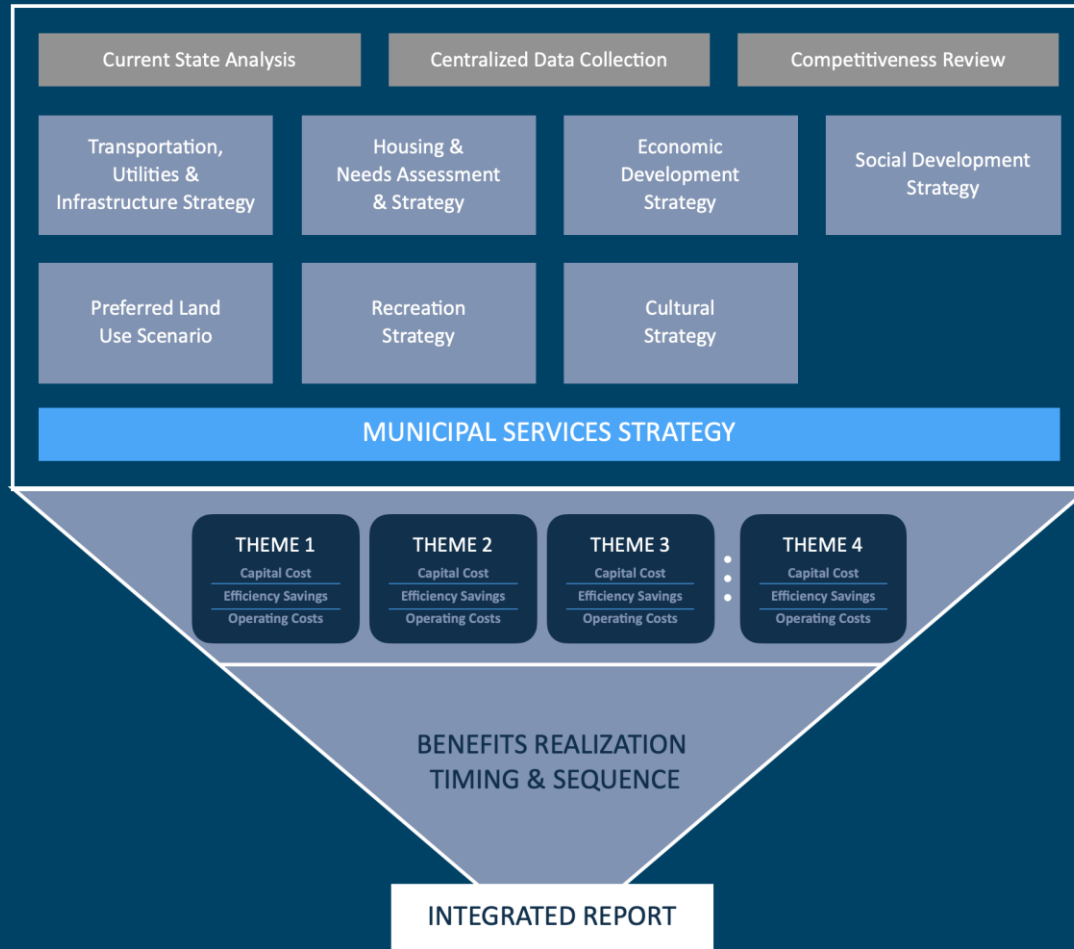 Current State Analysis
Centralized Data Collection
Competitiveness Review
Transportation,
Utilities &
Infrastructure Strategy
Housing &
Needs Assessment
& Strategy
Economic
Development
Strategy
Social Development
Strategy
Preferred Land
Use Scenario
Recreation
Strategy
Cultural
Strategy
MUNICIPAL SERVICES STRATEGY
THEME 1
Capital Cost
Efficiency Savings
Operating Costs
THEME 2
Capital Cost
Efficiency Savings
Operating Costs
THEME 3
Capital Cost
Efficiency Savings
Operating Costs
THEME 4
Capital Cost
Efficiency Savings
Operating Costs
BENEFITS REALIZATION
TIMING & SEQUENCE
INTEGRATED REPORT